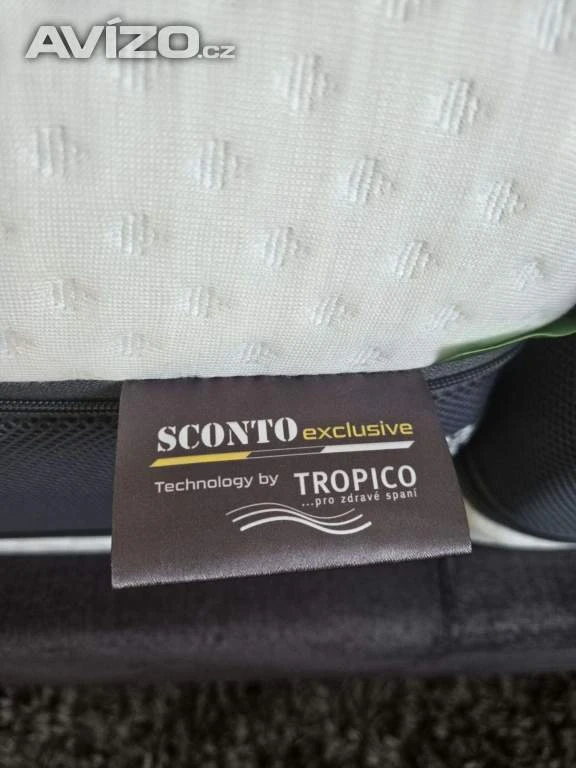 AVÍZO.cz
SCONTO exclusive
Technology by TROPICO
...pro zdravé spaní